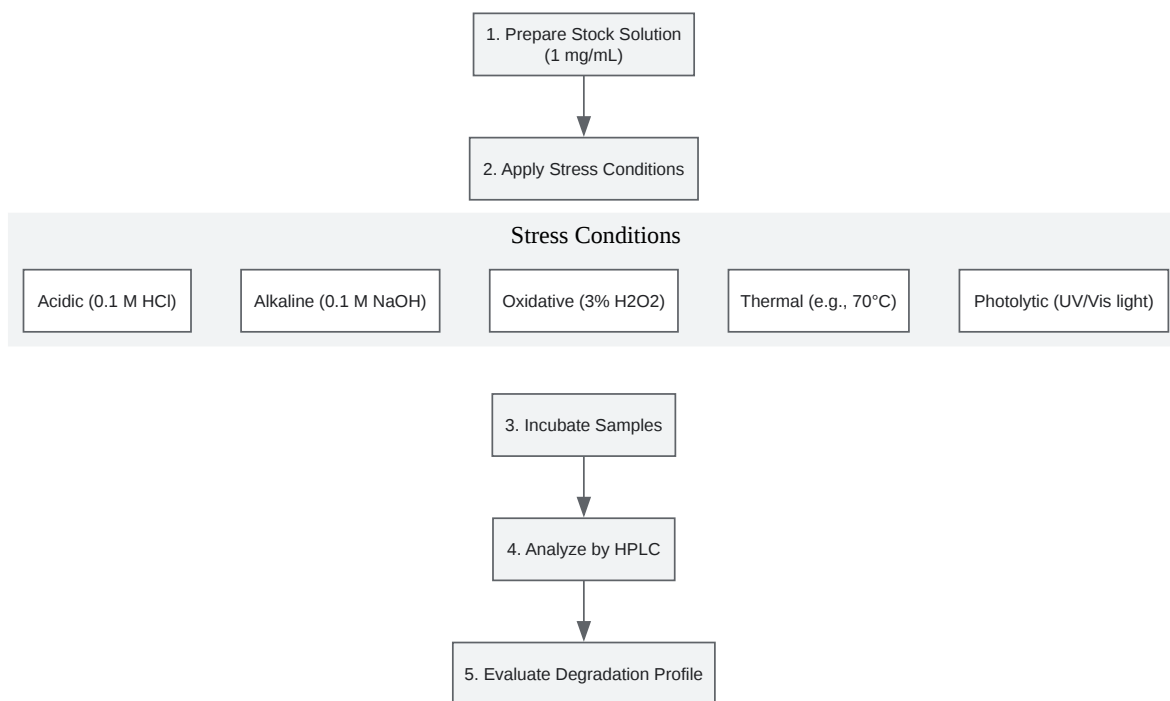 1. Prepare Stock Solution
(1 mg/mL)
2. Apply Stress Conditions
Stress Conditions
Acidic (0.1 M HCl)
Alkaline (0.1 M NaOH)
Oxidative (3% H2O2)
Thermal (e.g., 70°C)
Photolytic (UV/Vis light)
3. Incubate Samples
4. Analyze by HPLC
5. Evaluate Degradation Profile